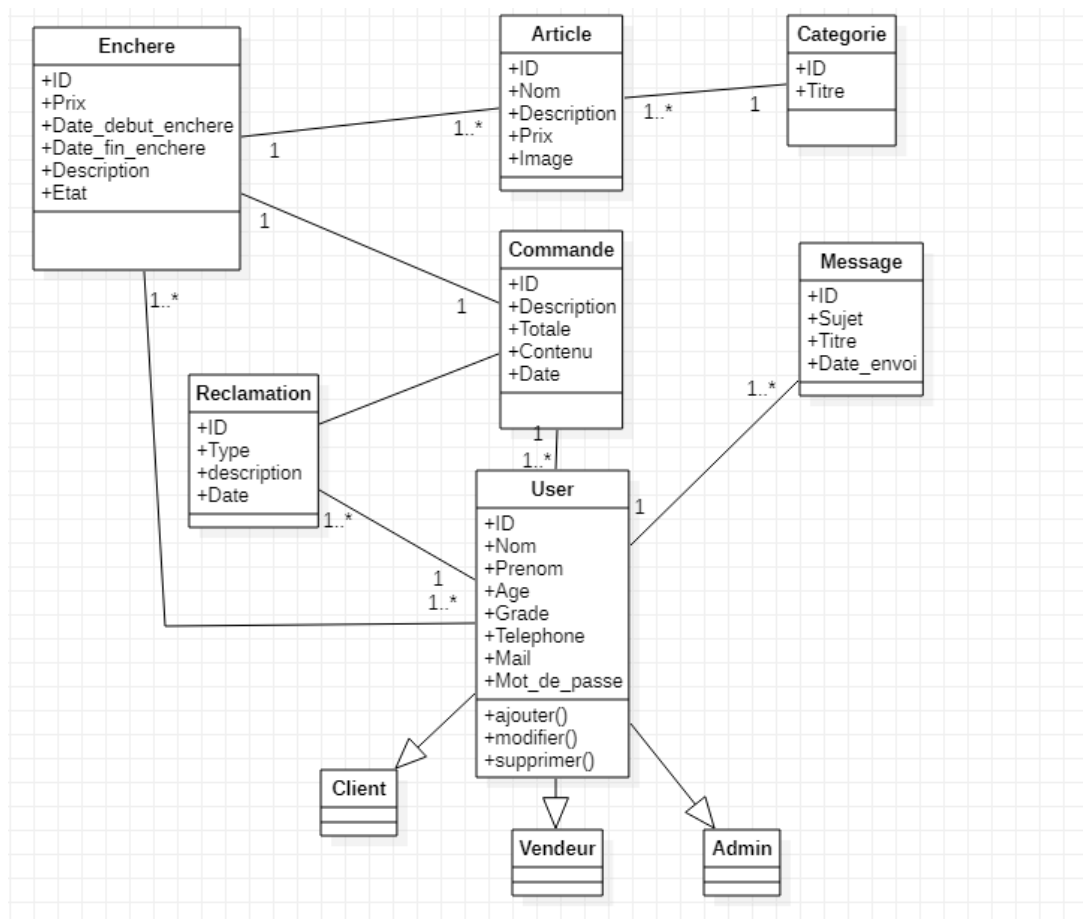 Enchere
+ID
+Prix
+Date_debut_enchere
+Date_fin_enchere
+Description
+Etat
1
1..*
Article
+ID
+Nom
+Description
+Prix
+Image
1..*
1
Categorie
+ID
+Titre
1
1
1..*
Commande
+ID
+Description
+Totale
+Contenu
+Date
1
1..*
Message
+ID
+Sujet
+Titre
+Date_envoi
1..*
1
Reclamation
+ID
+Type
+description
+Date
1..*
1
1..*
User
+ID
+Nom
+Prenom
+Age
+Grade
+Telephone
+Mail
+Mot_de_passe
+ajouter()
+modifier()
+supprimer()
Client
Vendeur
Admin